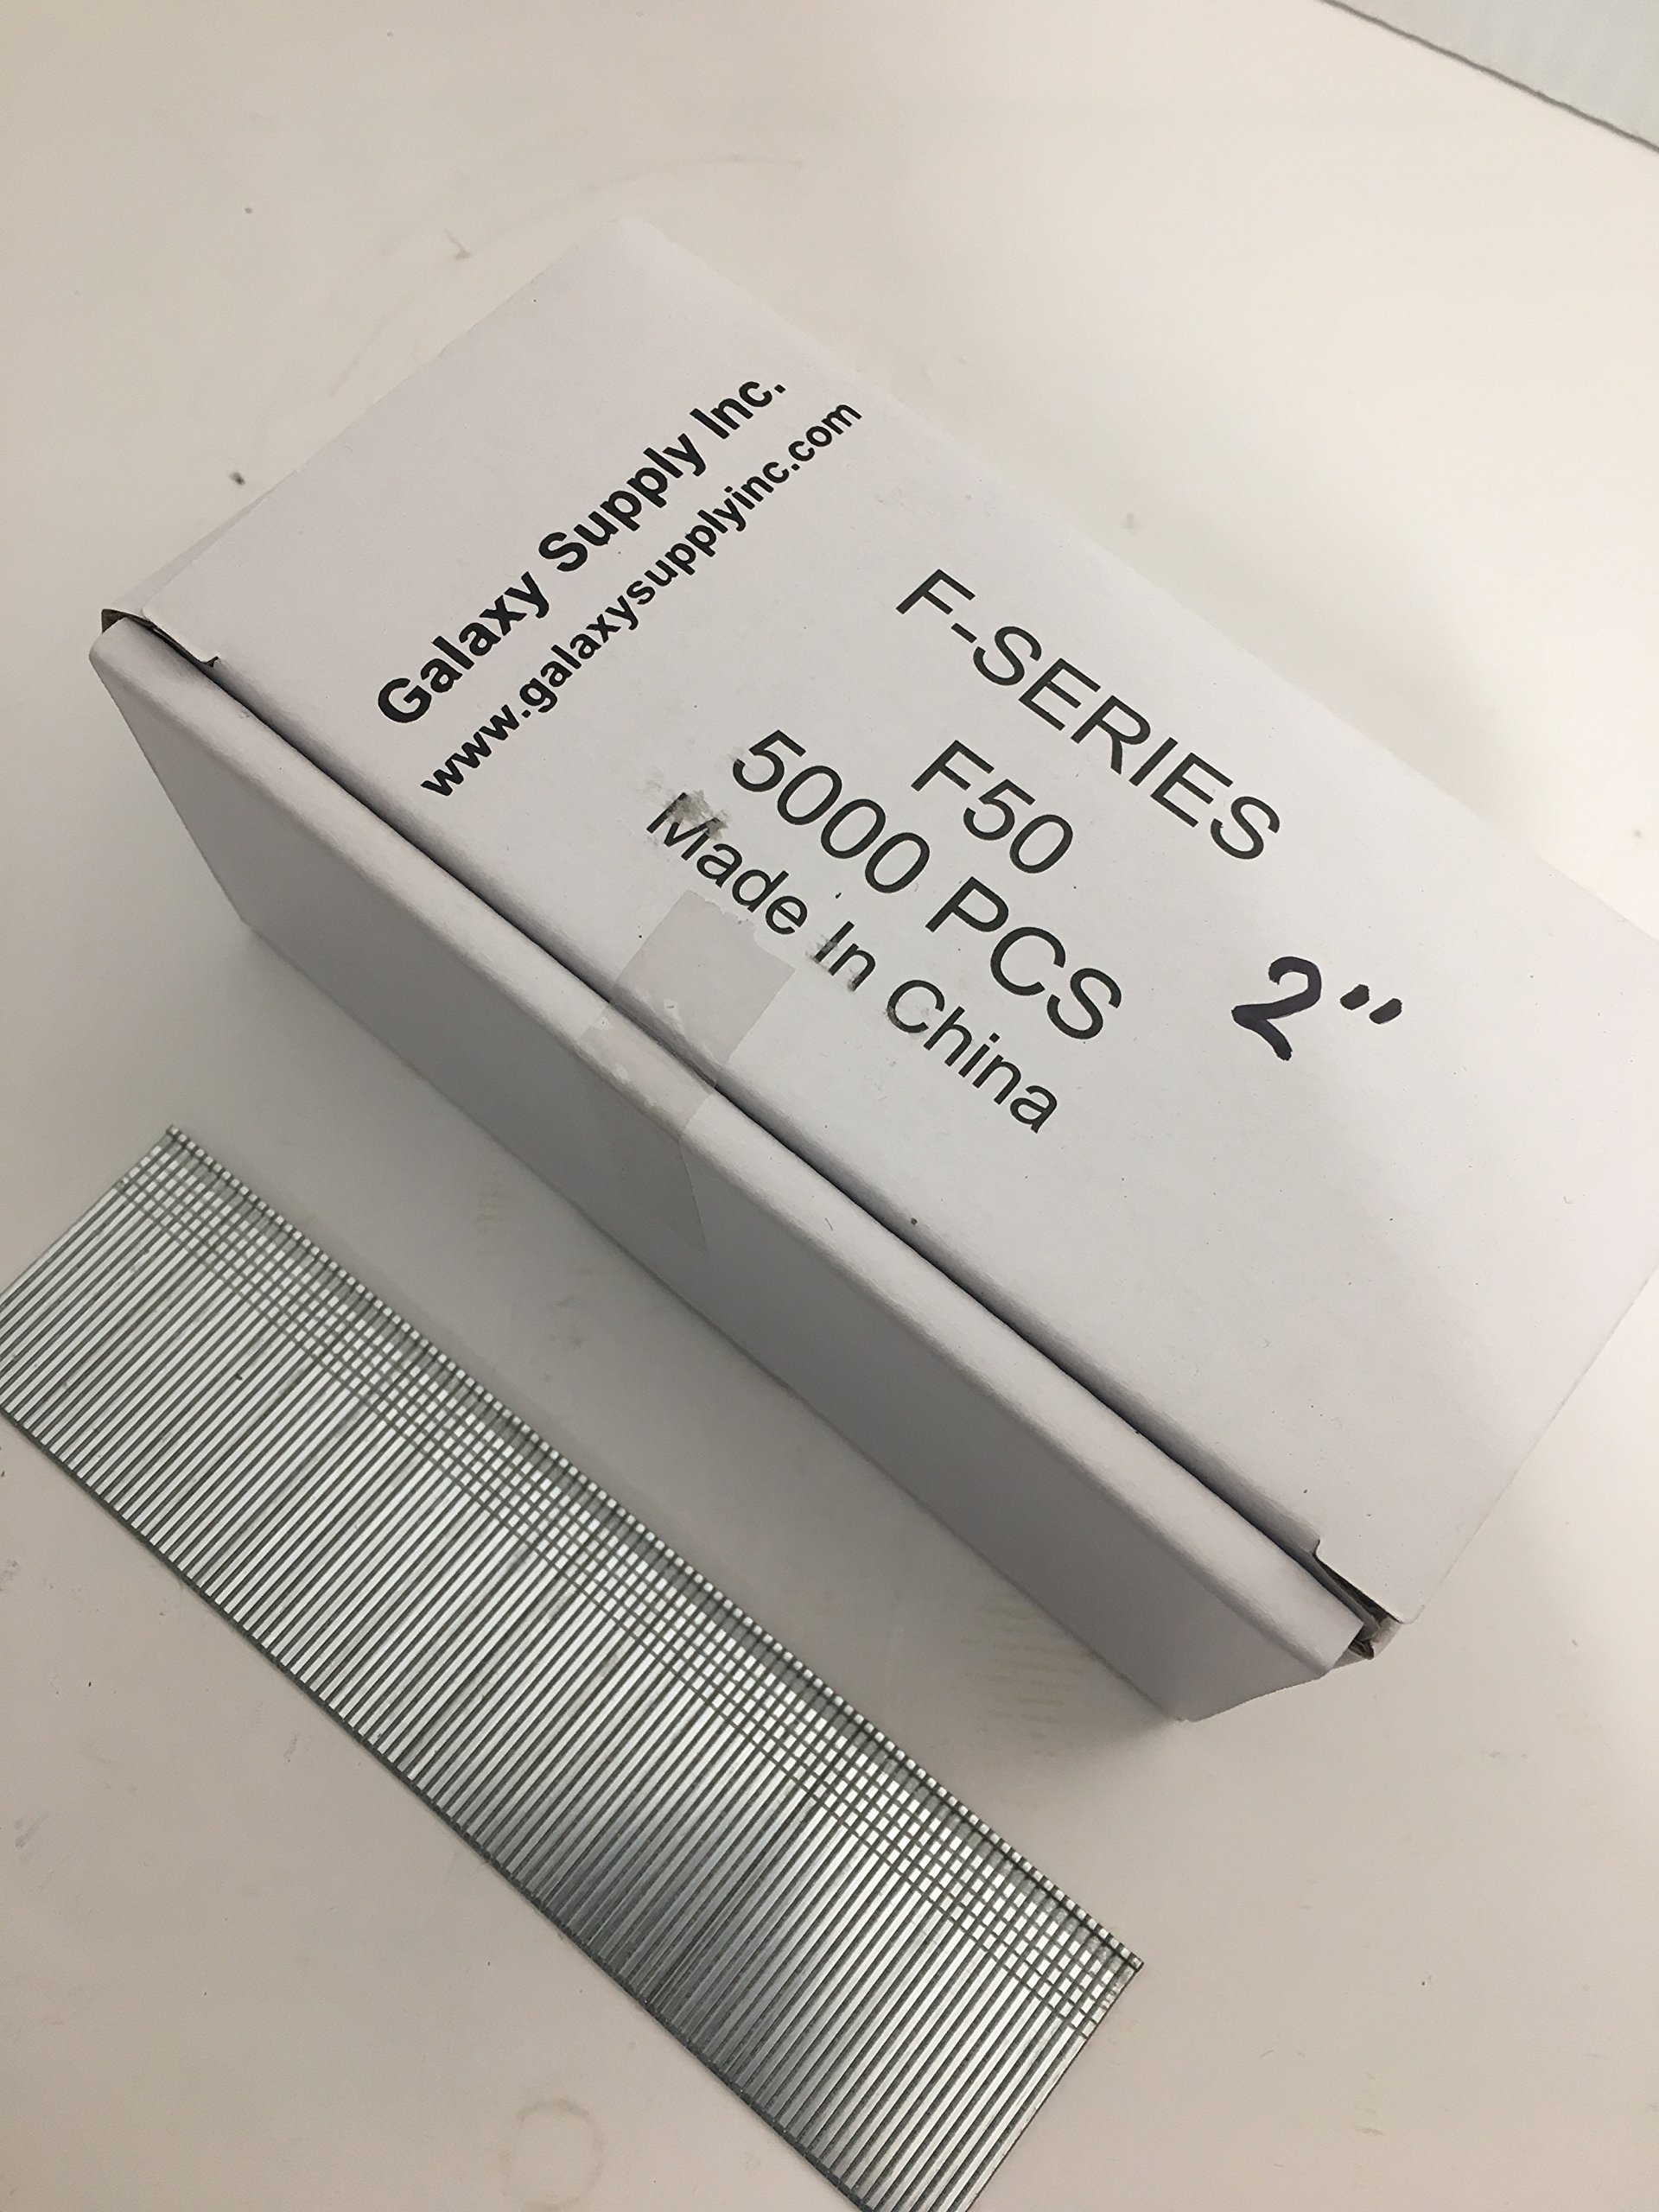 Galaxy Supply Inc.
www.galaxysupplyinc.com
F-SERIES
F50
5000 PCS
Made In China
2"